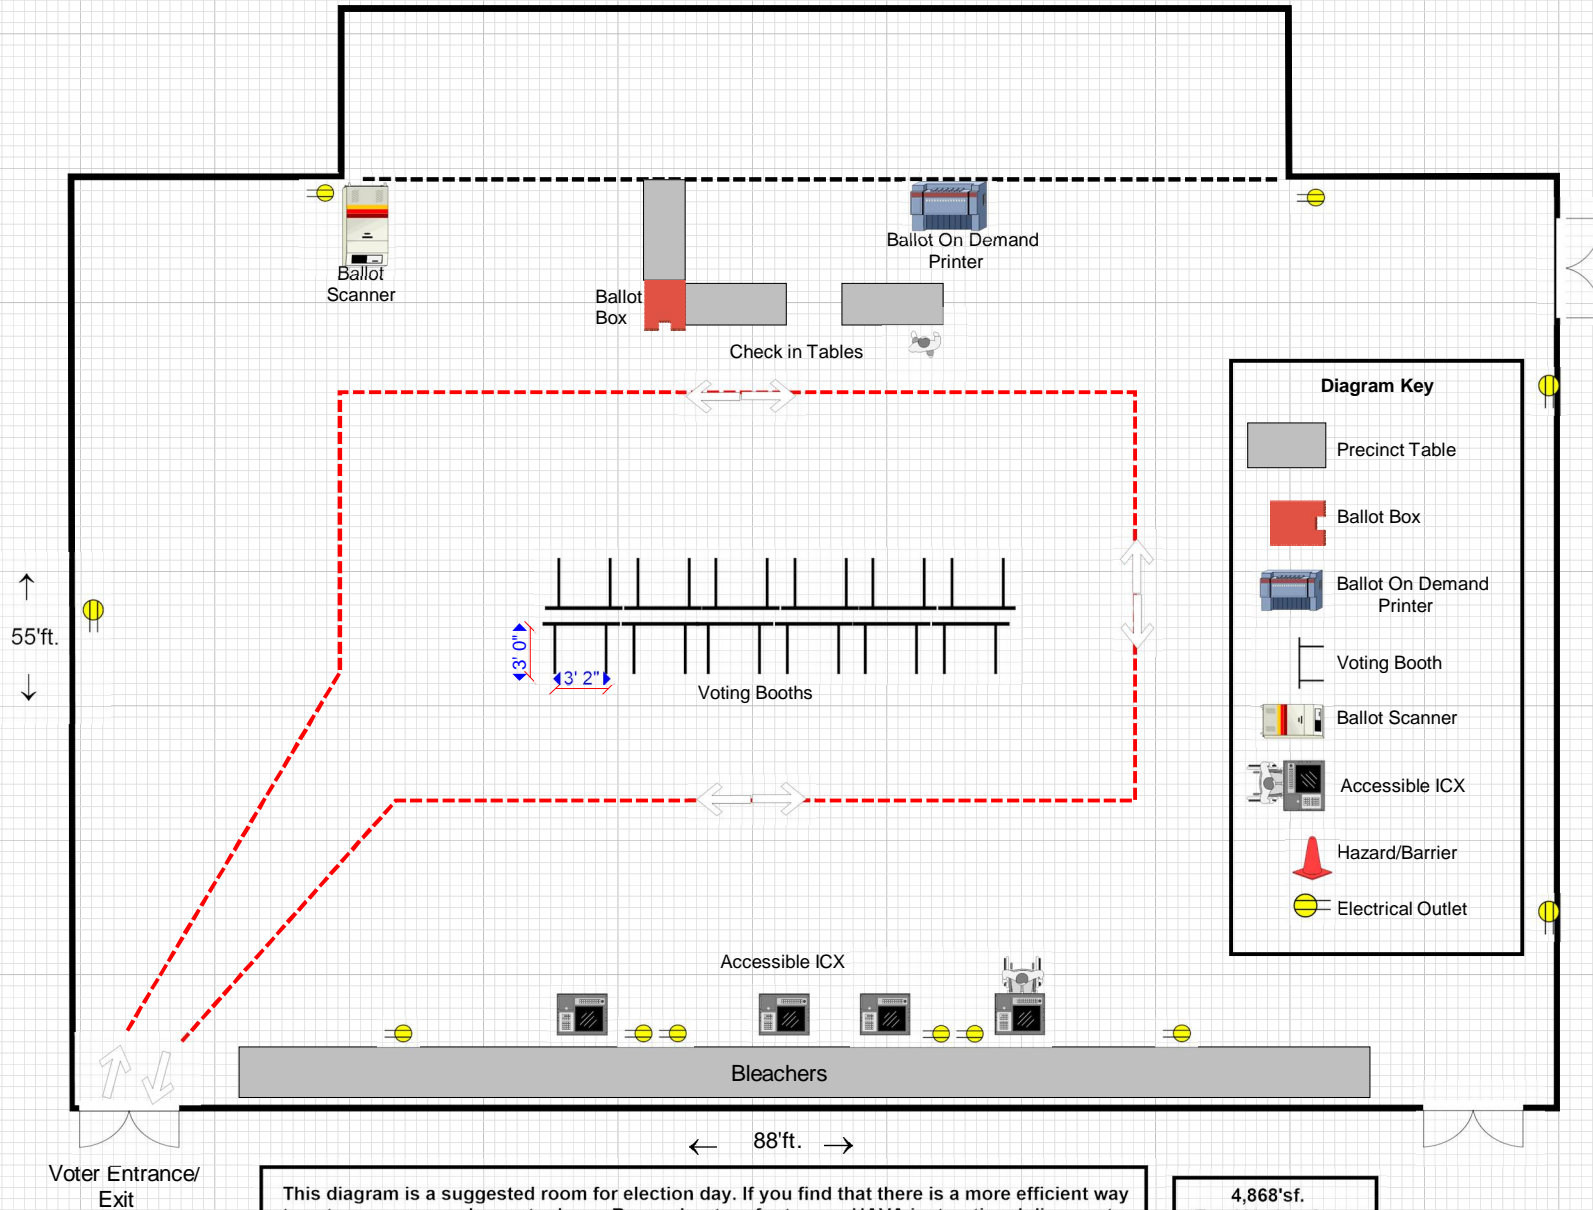 Ballot
Scanner
Ballot
Box
Ballot On Demand
Printer
Check in Tables
Diagram Key
Precinct Table
Ballot Box
Ballot On Demand
Printer
Voting Booth
Ballot Scanner
Accessible ICX
Hazard/Barrier
Electrical Outlet
55'ft.
3' 0"
3' 2"
Voting Booths
Accessible ICX
Bleachers
88'ft.
Voter Entrance/
Exit
This diagram is a suggested room for election day. If you find that there is a more efficient way
4,868'sf.